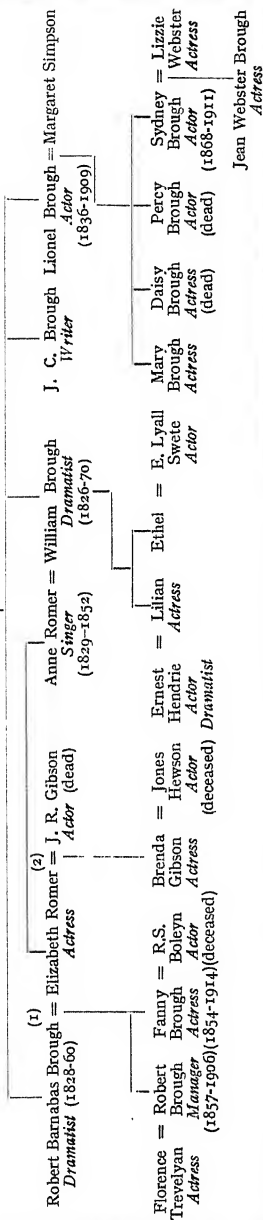 Robert Barnabas Brough = Elizabeth Romer = J. R. Gibson
Dramatist (1828-60)
(1)
Actress
(2)
Actor (dead)
Anne Romer = William Brough
Singer
(1829-1852)
Dramatist
(1826-70)
J. C. Brough
Writer
Lionel Brough = Margaret Simpson
Actor
(1836-1909)
Florence = Robert
Trevelyan Brough
Actress Manager
(1857-1906)
Fanny = R.S.
Brough Boleyn
Actress Actor
(1854-1914) (deceased)
Brenda = Jones
Gibson Hewson
Actress Actor
(deceased)
Ernest = Lilian
Hendrie Actress
Actor
Dramatist
Ethel = E. Lyall
Swete
Actor
Mary
Brough
Actress
Daisy
Brough
Actress
(dead)
Percy
Brough
Actor
(dead)
Sydney = Lizzie
Brough Webster
Actor Actress
(1868-1911)
Jean Webster Brough
Actress